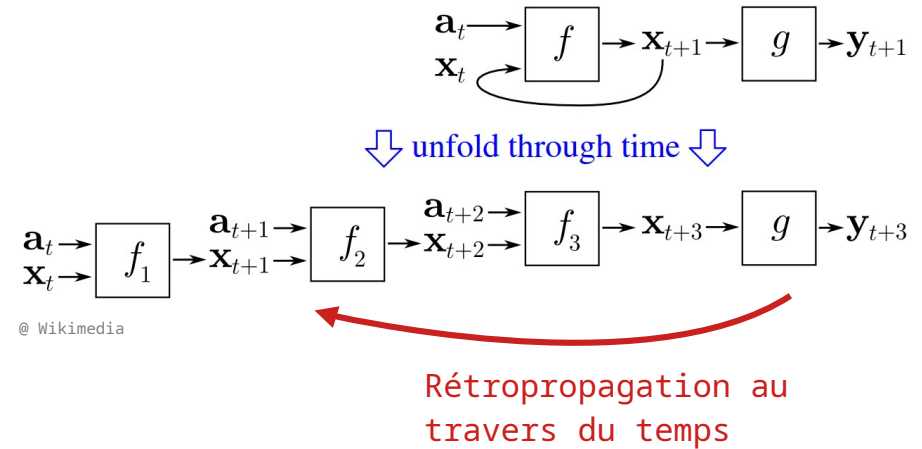 a_t
x_t
f
x_{t+1}
g
y_{t+1}
unfold through time
a_t
x_t
f_1
a_{t+1}
x_{t+1}
f_2
a_{t+2}
x_{t+2}
f_3
x_{t+3}
g
y_{t+3}
@ Wikimedia
Rétropropagation au
travers du temps